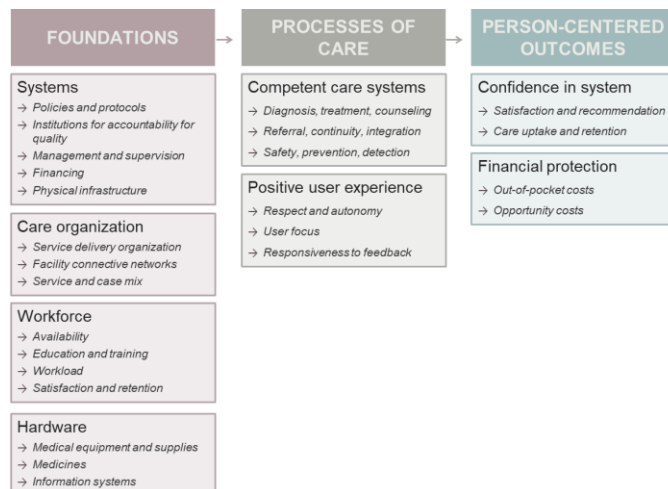 FOUNDATIONS
Systems
→ Policies and protocols
→ Institutions for accountability for
quality
→ Management and supervision
→ Financing
→ Physical infrastructure
Care organization
→ Service delivery organization
→ Facility connective networks
→ Service and case mix
Workforce
→ Availability
→ Education and training
→ Workload
→ Satisfaction and retention
Hardware
→ Medical equipment and supplies
→ Medicines
→ Information systems
PROCESSES OF
CARE
Competent care systems
→ Diagnosis, treatment, counseling
→ Referral, continuity, integration
→ Safety, prevention, detection
Positive user experience
→ Respect and autonomy
→ User focus
→ Responsiveness to feedback
PERSON-CENTERED
OUTCOMES
Confidence in system
→ Satisfaction and recommendation
→ Care uptake and retention
Financial protection
→ Out-of-pocket costs
→ Opportunity costs